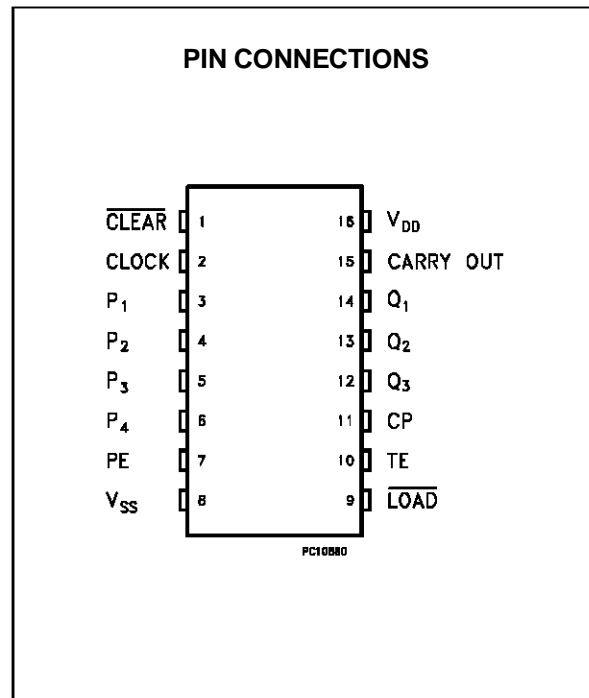 PIN CONNECTIONS
CLEAR 1 16 VDD
CLOCK 2 15 CARRY OUT
P1 3 14 Q1
P2 4 13 Q2
P3 5 12 Q3
P4 6 11 CP
PE 7 10 TE
VSS 8 9 LOAD
PC10880